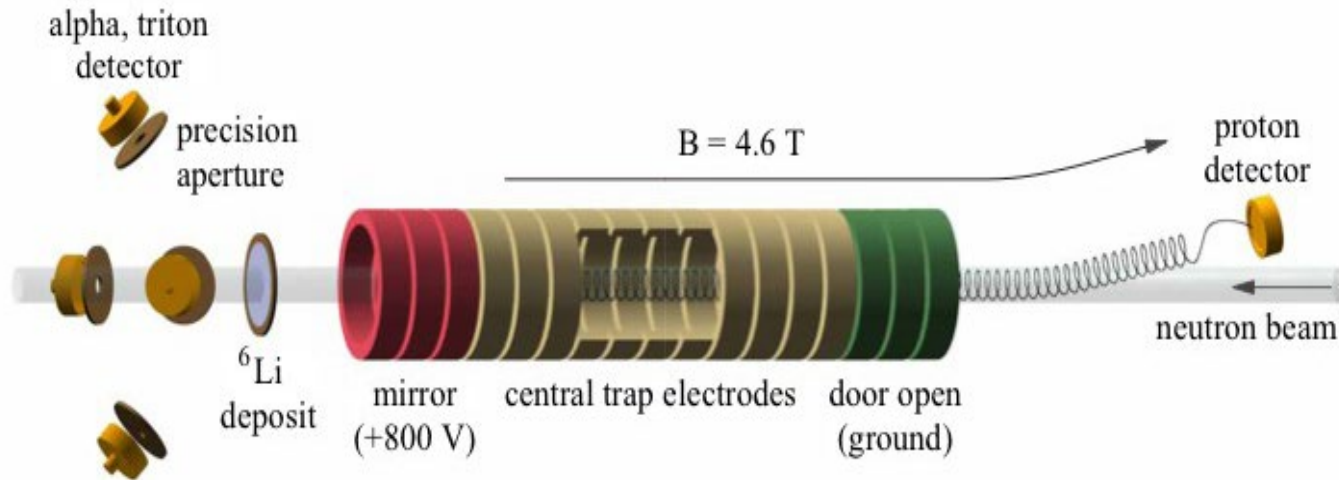 alpha, triton
detector
precision
aperture
B = 4.6 T
proton
detector
neutron beam
⁶Li
deposit
mirror
(+800 V)
central trap electrodes
door open
(ground)